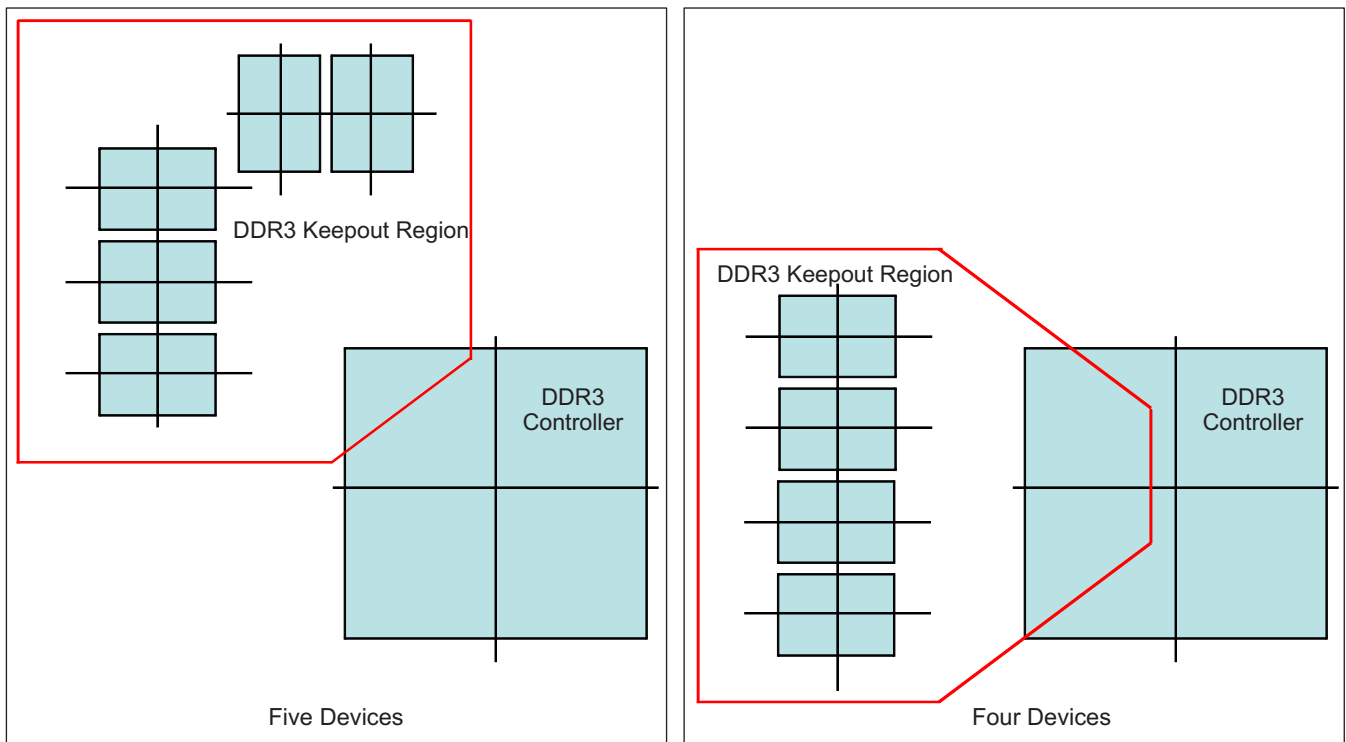 DDR3 Keepout Region
DDR3
Controller
Five Devices
DDR3 Keepout Region
DDR3
Controller
Four Devices